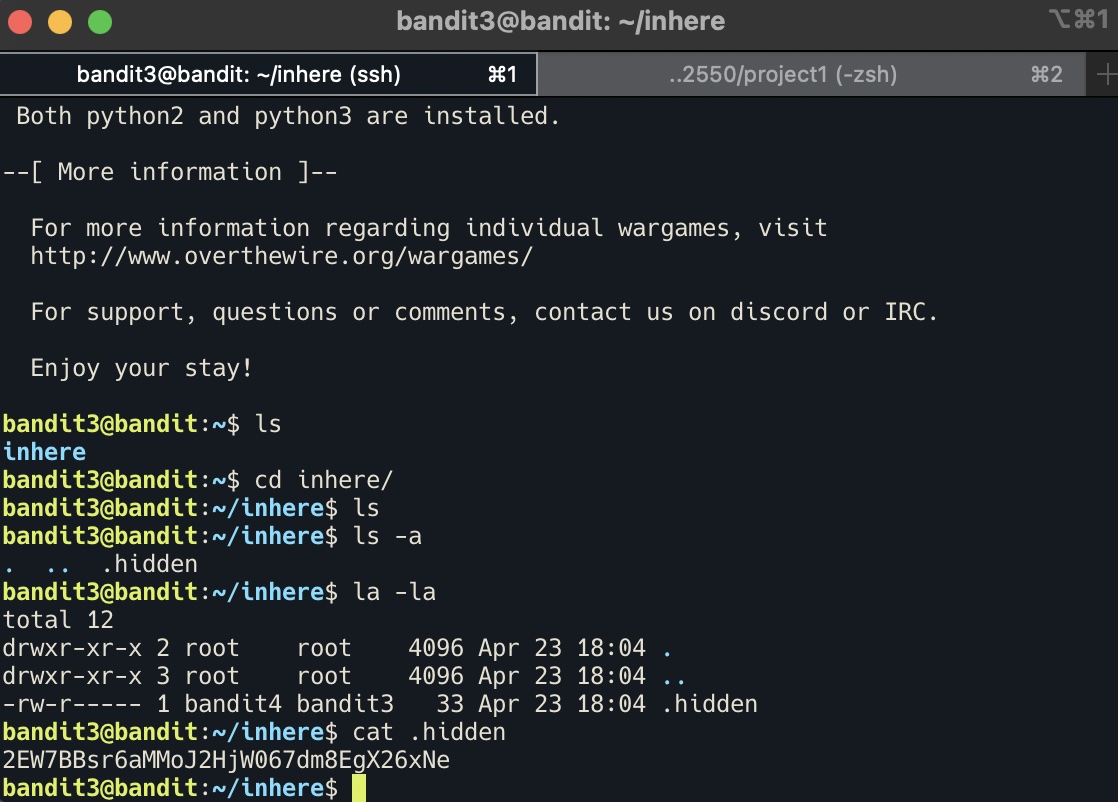 bandit3@bandit: ~/inhere
⌥⌘1
bandit3@bandit: ~/inhere (ssh) ⌘1
..2550/project1 (-zsh) ⌘2
Both python2 and python3 are installed.
--[ More information ]--
For more information regarding individual wargames, visit
http://www.overthewire.org/wargames/
For support, questions or comments, contact us on discord or IRC.
Enjoy your stay!
bandit3@bandit:~$ ls
inhere
bandit3@bandit:~$ cd inhere/
bandit3@bandit:~/inhere$ ls
bandit3@bandit:~/inhere$ ls -a
.  ..  .hidden
bandit3@bandit:~/inhere$ la -la
total 12
drwxr-xr-x 2 root    root    4096 Apr 23 18:04 .
drwxr-xr-x 3 root    root    4096 Apr 23 18:04 ..
-rw-r----- 1 bandit4 bandit3   33 Apr 23 18:04 .hidden
bandit3@bandit:~/inhere$ cat .hidden
2EW7BBsr6aMMoJ2HjW067dm8EgX26xNe
bandit3@bandit:~/inhere$